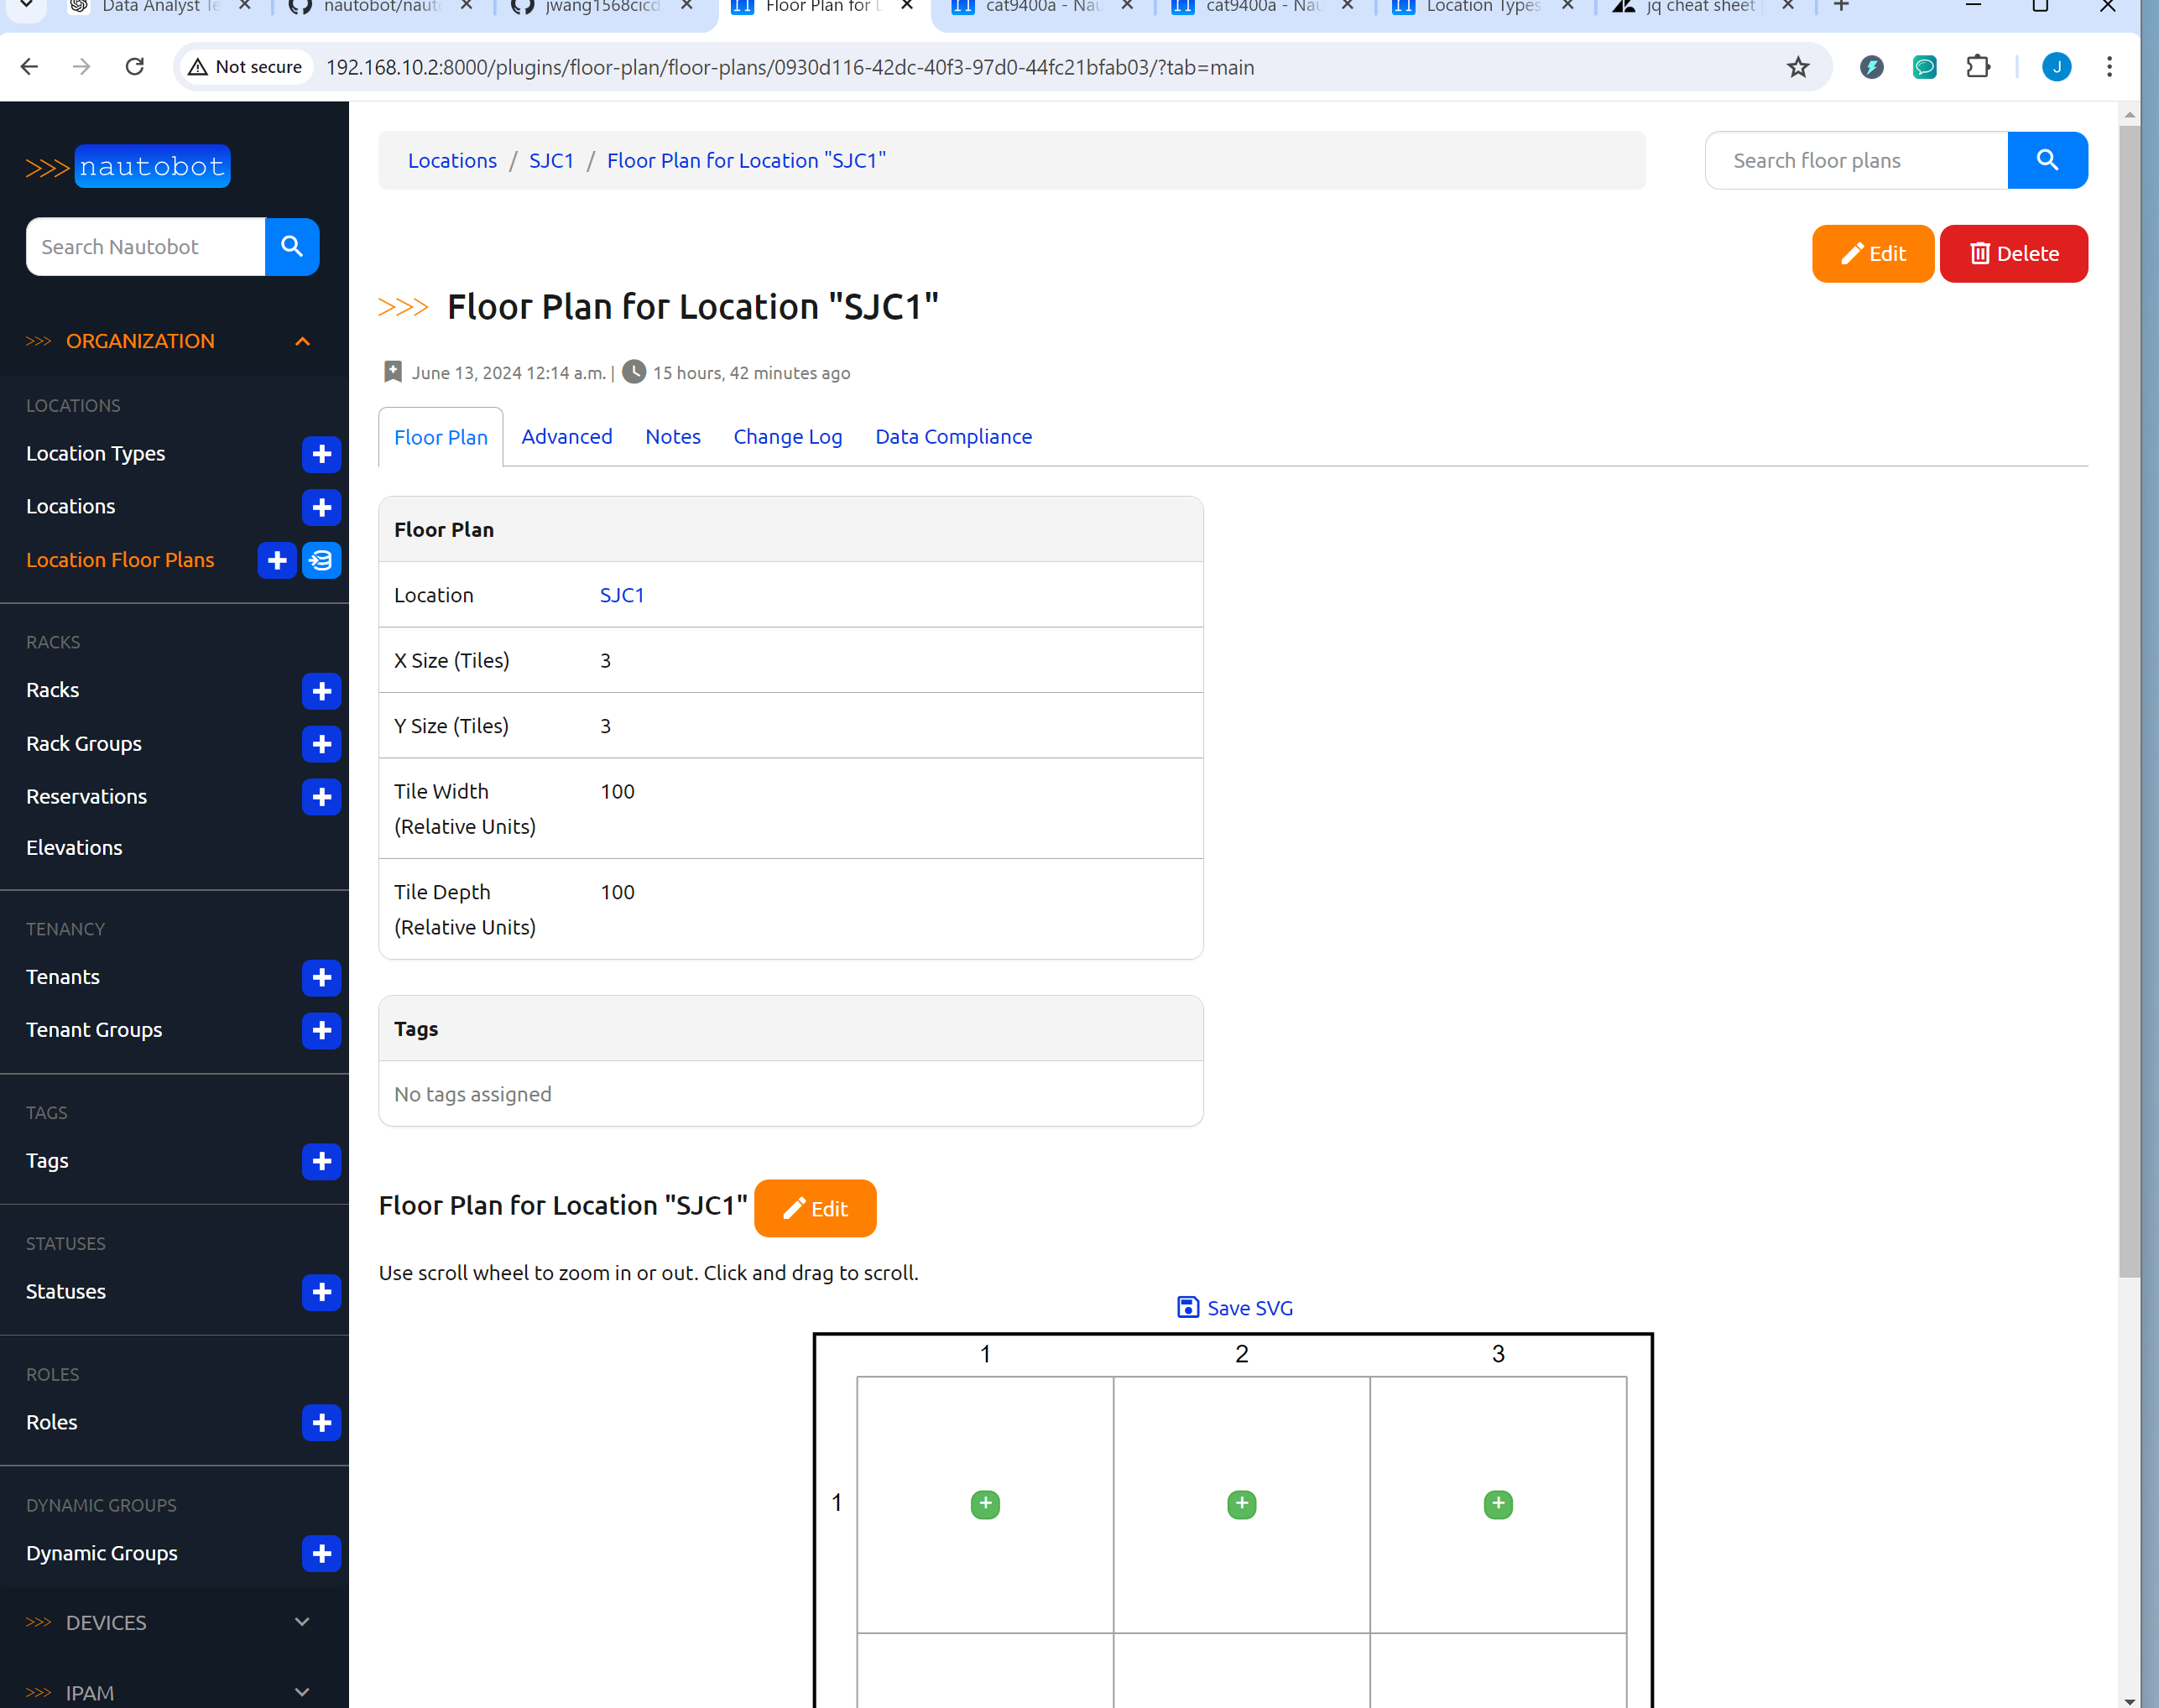 Data Analyst Te
nautobot/naut
jwang1568cicd
Floor Plan for L
cat9400a - Nau
cat9400a - Nau
Location Types
jq cheat sheet
Not secure
192.168.10.2:8000/plugins/floor-plan/floor-plans/0930d116-42dc-40f3-97d0-44fc21bfab03/?tab=main
J
>>> nautobot
Search Nautobot
>>> ORGANIZATION
LOCATIONS
Location Types
Locations
Location Floor Plans
RACKS
Racks
Rack Groups
Reservations
Elevations
TENANCY
Tenants
Tenant Groups
TAGS
Tags
STATUSES
Statuses
ROLES
Roles
DYNAMIC GROUPS
Dynamic Groups
>>> DEVICES
>>> IPAM
Locations / SJC1 / Floor Plan for Location "SJC1"
Search floor plans
Edit
Delete
>>> Floor Plan for Location "SJC1"
June 13, 2024 12:14 a.m. | 15 hours, 42 minutes ago
Floor Plan
Advanced
Notes
Change Log
Data Compliance
Floor Plan
Location SJC1
X Size (Tiles) 3
Y Size (Tiles) 3
Tile Width 100
(Relative Units)
Tile Depth 100
(Relative Units)
Tags
No tags assigned
Floor Plan for Location "SJC1" Edit
Use scroll wheel to zoom in or out. Click and drag to scroll.
Save SVG
1 2 3
1